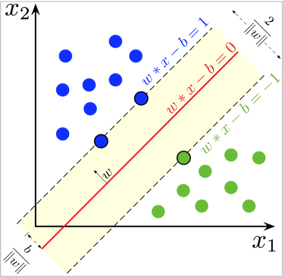 x₂
w * x − b = 1
2
||w||
w * x − b = 0
w * x − b = −1
w
b
||w||
x₁